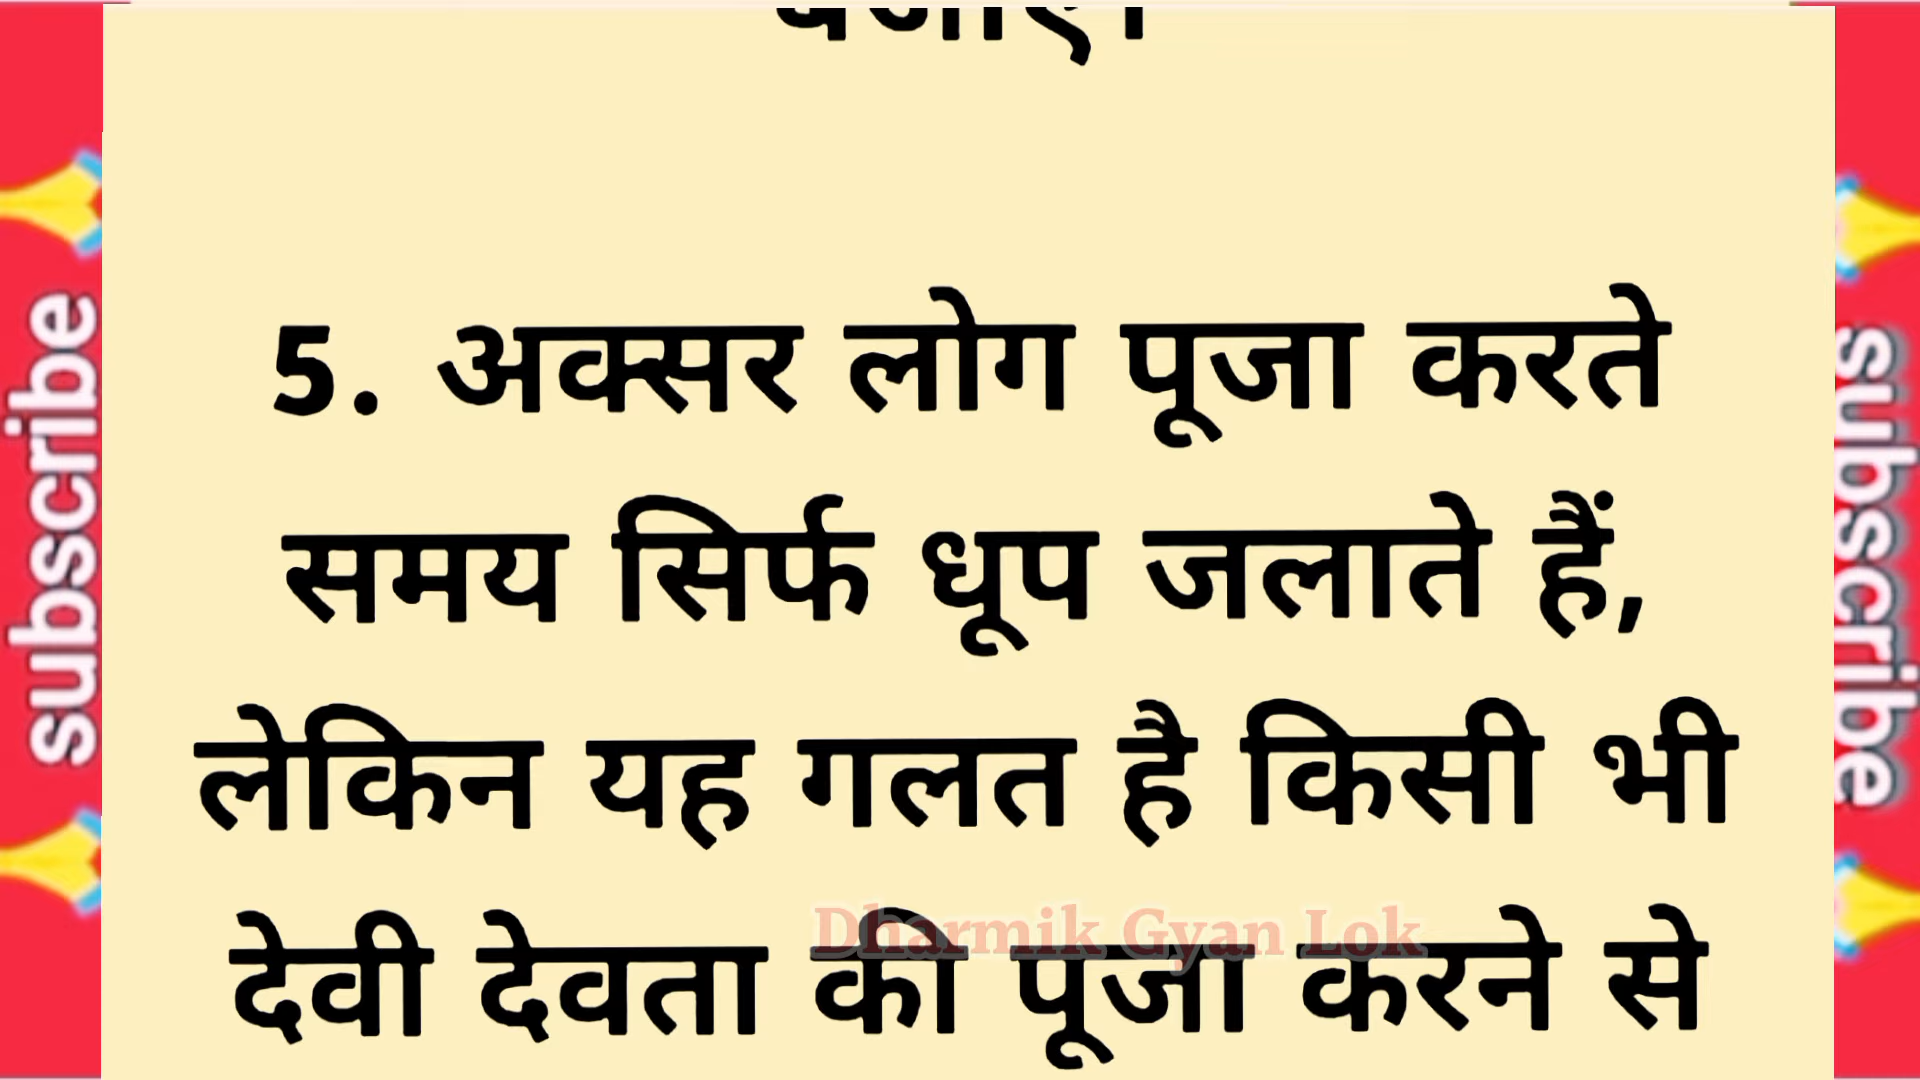 5. अक्सर लोग पूजा करते
समय सिर्फ धूप जलाते हैं,
लेकिन यह गलत है किसी भी
देवी देवता की पूजा करने से
Dharmik Gyan Lok
subscribe
subscribe